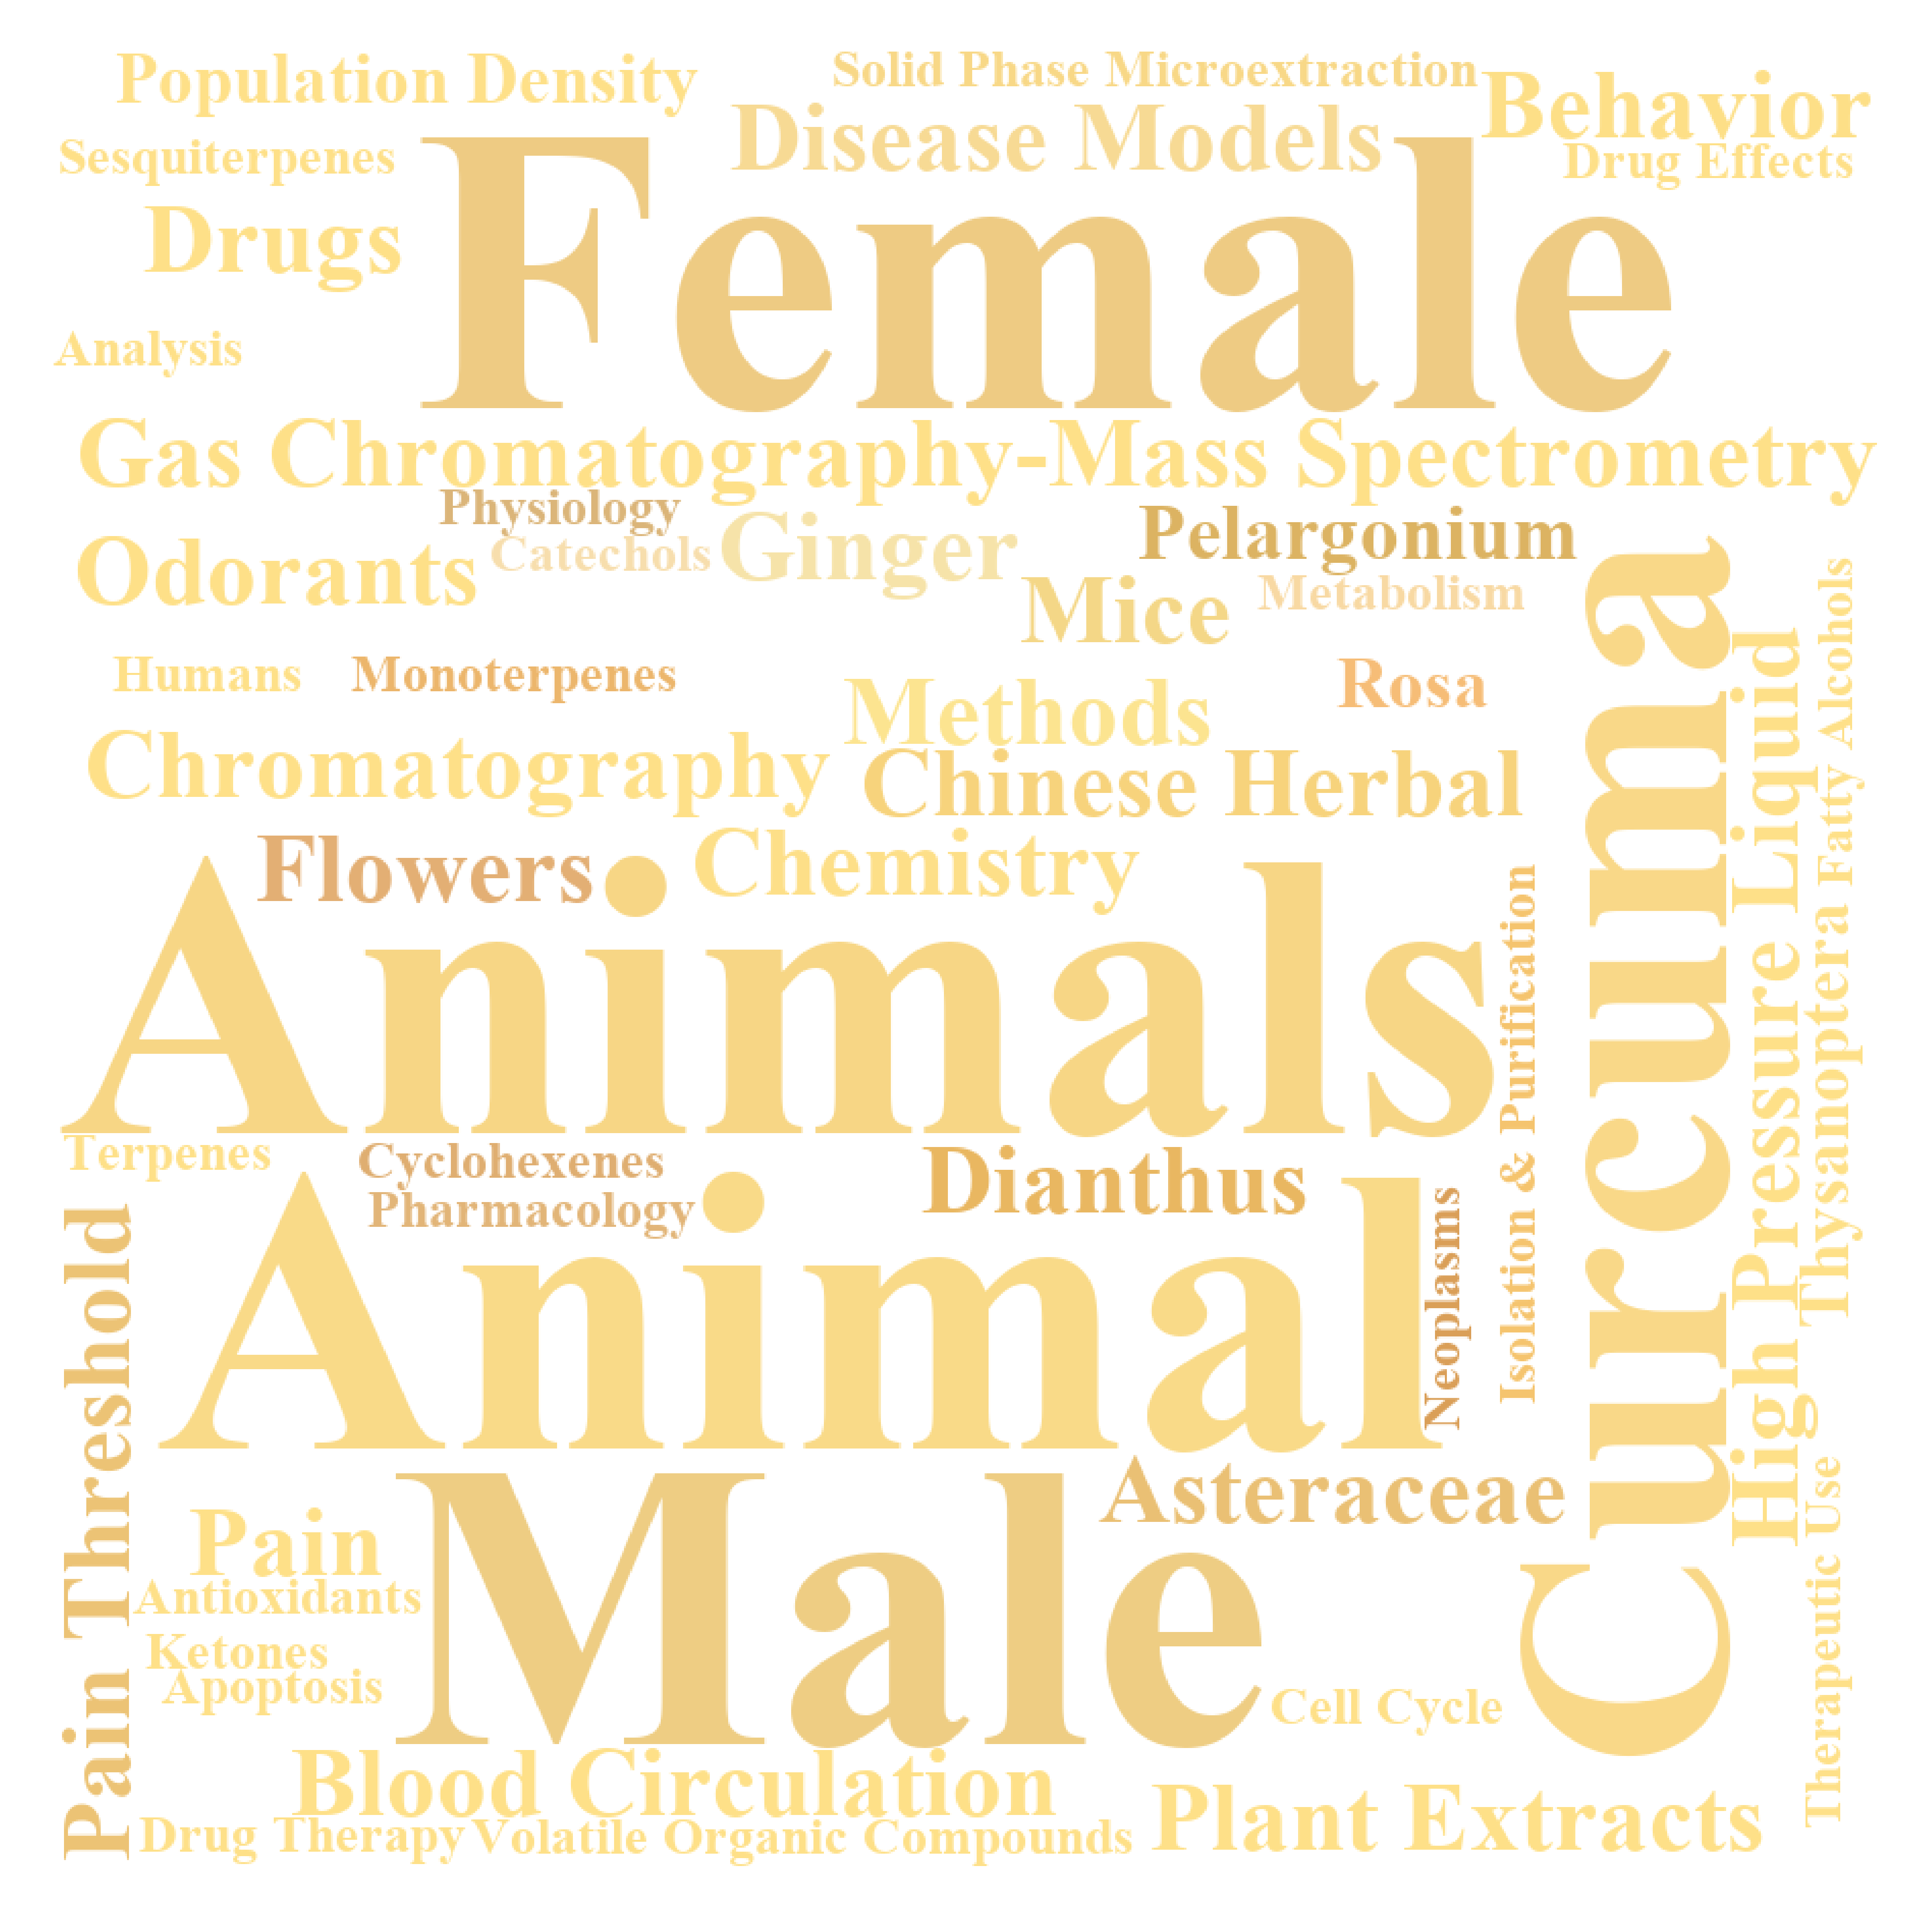 Population Density
Solid Phase Microextraction
Behavior
Disease Models
Sesquiterpenes
Drug Effects
Female
Drugs
Analysis
Gas Chromatography-Mass Spectrometry
Physiology
Pelargonium
Ginger
Odorants
Catechols
Mice
Metabolism
Humans
Monoterpenes
Rosa
Methods
Chromatography
Chinese Herbal
Flowers
Chemistry
Animals
Curcuma
High Pressure Liquid
Fatty Alcohols
Thysanoptera
Isolation & Purification
Terpenes
Cyclohexenes
Dianthus
Pharmacology
Animal
Neoplasms
Pain Threshold
Asteraceae
Male
Pain
Antioxidants
Ketones
Apoptosis
Cell Cycle
Therapeutic Use
Blood Circulation
Plant Extracts
Drug Therapy
Volatile Organic Compounds